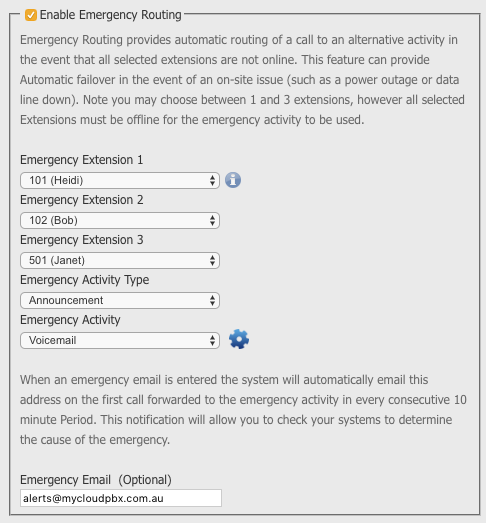 Enable Emergency Routing
Emergency Routing provides automatic routing of a call to an alternative activity in
the event that all selected extensions are not online. This feature can provide
Automatic failover in the event of an on-site issue (such as a power outage or data
line down). Note you may choose between 1 and 3 extensions, however all selected
Extensions must be offline for the emergency activity to be used.
Emergency Extension 1
101 (Heidi)
Emergency Extension 2
102 (Bob)
Emergency Extension 3
501 (Janet)
Emergency Activity Type
Announcement
Emergency Activity
Voicemail
When an emergency email is entered the system will automatically email this
address on the first call forwarded to the emergency activity in every consecutive 10
minute Period. This notification will allow you to check your systems to determine
the cause of the emergency.
Emergency Email (Optional)
alerts@mycloudpbx.com.au